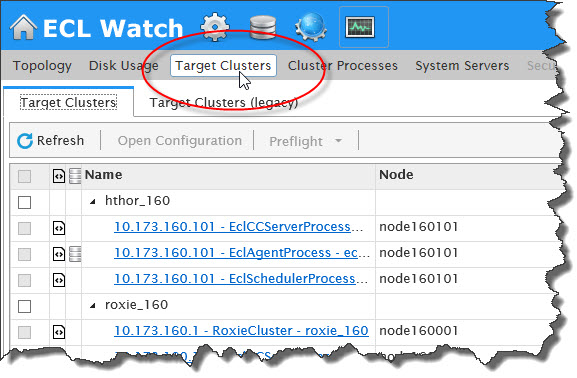 ECL Watch
Topology Disk Usage Target Clusters Cluster Processes System Servers Secu
Target Clusters Target Clusters (legacy)
Refresh Open Configuration Preflight
Name Node
hthor_160
10.173.160.101 - EclCCServerProcess... node160101
10.173.160.101 - EclAgentProcess - ec... node160101
10.173.160.101 - EclSchedulerProcess... node160101
roxie_160
10.173.160.1 - RoxieCluster - roxie_160 node160001